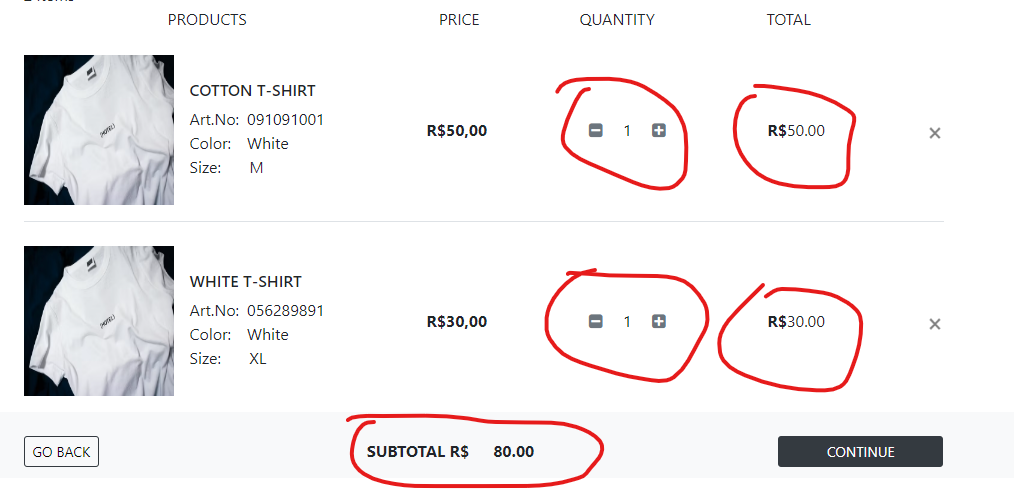 PRODUCTS PRICE QUANTITY TOTAL
COTTON T-SHIRT
Art.No: 091091001
Color: White
Size: M
R$50,00 1 R$50.00 ×
WHITE T-SHIRT
Art.No: 056289891
Color: White
Size: XL
R$30,00 1 R$30.00 ×
GO BACK SUBTOTAL R$ 80.00 CONTINUE